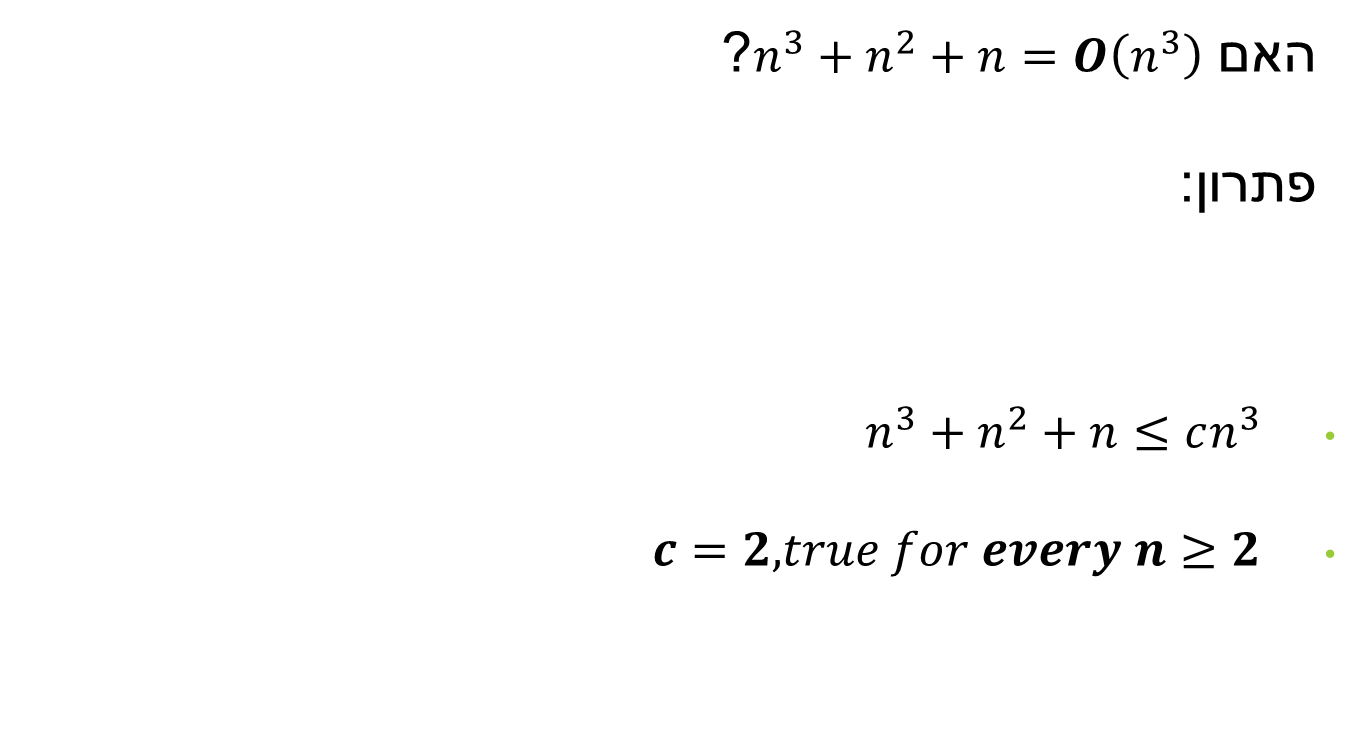 האם n³ + n² + n = O(n³)?
פתרון:
• n³ + n² + n ≤ cn³
• c = 2,true for every n ≥ 2